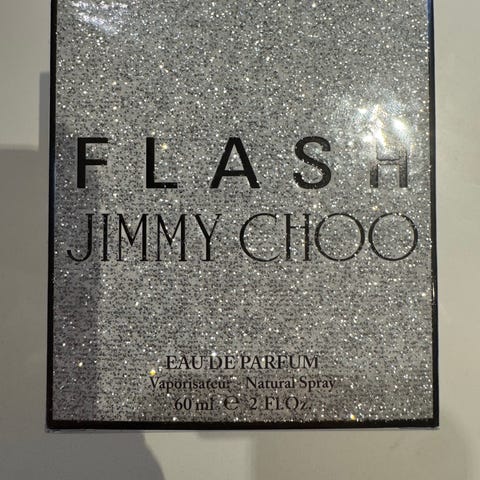 FLASH
JIMMY CHOO
EAU DE PARFUM
Vaporisateur - Natural Spray
60 ml e 2 FL.Oz.